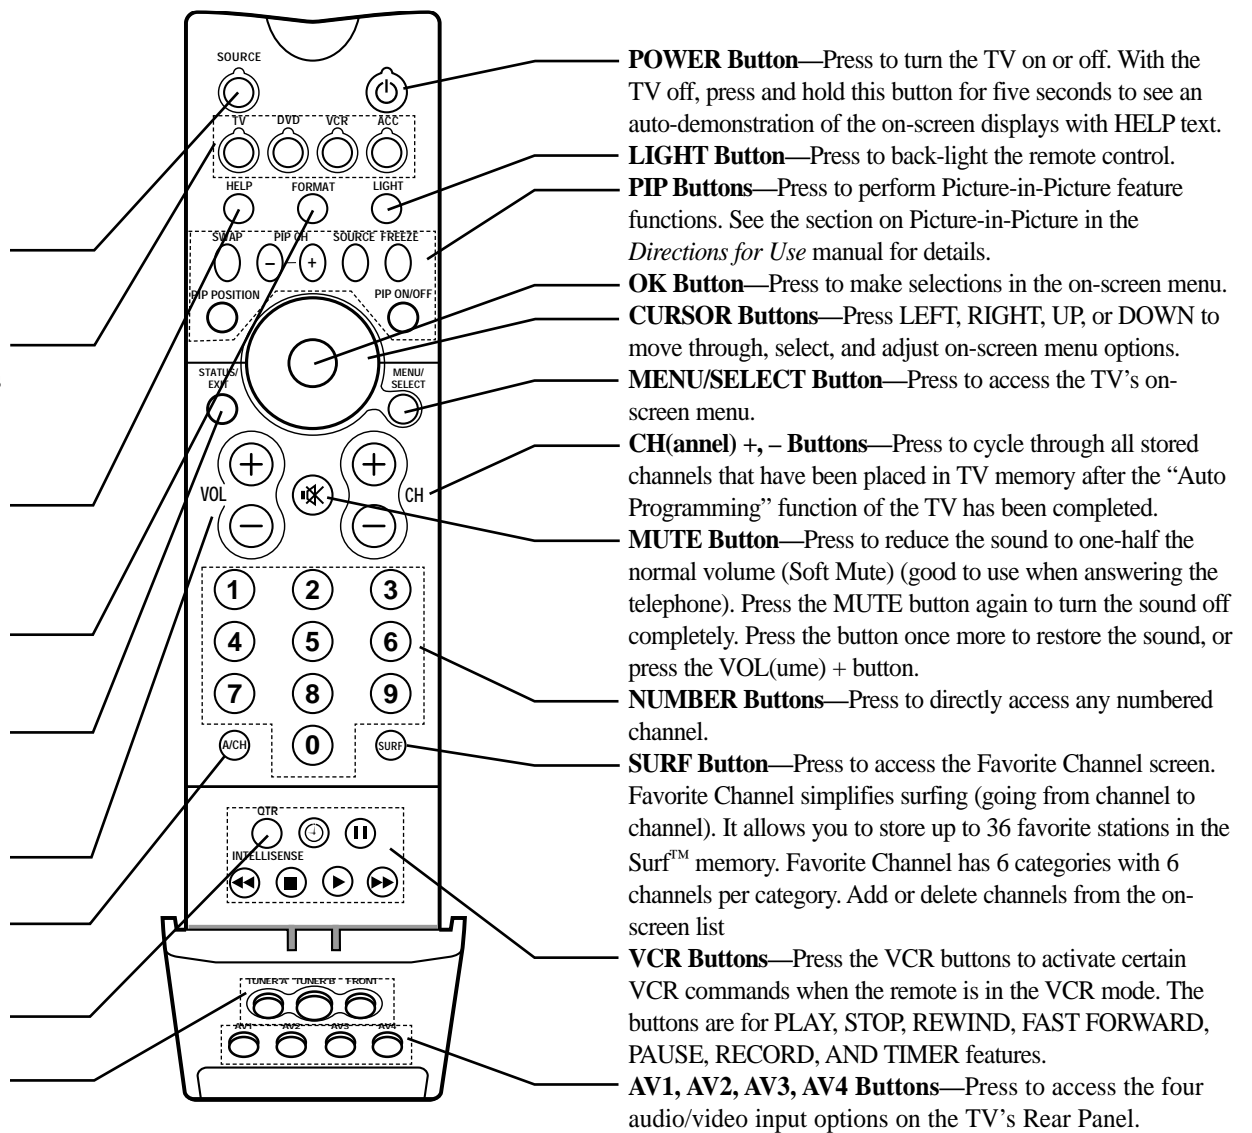 SOURCE
TV DVD VCR ACC
HELP FORMAT LIGHT
SWAP PIP CH SOURCE FREEZE
– +
PIP POSITION PIP ON/OFF
STATUS/
EXIT
MENU/
SELECT
VOL CH
1 2 3
4 5 6
7 8 9
A/CH 0 SURF
OTR
INTELLISENSE
TUNER A TUNER B FRONT
AV1 AV2 AV3 AV4
POWER Button—Press to turn the TV on or off. With the
TV off, press and hold this button for five seconds to see an
auto-demonstration of the on-screen displays with HELP text.
LIGHT Button—Press to back-light the remote control.
PIP Buttons—Press to perform Picture-in-Picture feature
functions. See the section on Picture-in-Picture in the
Directions for Use manual for details.
OK Button—Press to make selections in the on-screen menu.
CURSOR Buttons—Press LEFT, RIGHT, UP, or DOWN to
move through, select, and adjust on-screen menu options.
MENU/SELECT Button—Press to access the TV's on-
screen menu.
CH(annel) +, – Buttons—Press to cycle through all stored
channels that have been placed in TV memory after the “Auto
Programming” function of the TV has been completed.
MUTE Button—Press to reduce the sound to one-half the
normal volume (Soft Mute) (good to use when answering the
telephone). Press the MUTE button again to turn the sound off
completely. Press the button once more to restore the sound, or
press the VOL(ume) + button.
NUMBER Buttons—Press to directly access any numbered
channel.
SURF Button—Press to access the Favorite Channel screen.
Favorite Channel simplifies surfing (going from channel to
channel). It allows you to store up to 36 favorite stations in the
Surf™ memory. Favorite Channel has 6 categories with 6
channels per category. Add or delete channels from the on-
screen list
VCR Buttons—Press the VCR buttons to activate certain
VCR commands when the remote is in the VCR mode. The
buttons are for PLAY, STOP, REWIND, FAST FORWARD,
PAUSE, RECORD, AND TIMER features.
AV1, AV2, AV3, AV4 Buttons—Press to access the four
audio/video input options on the TV's Rear Panel.